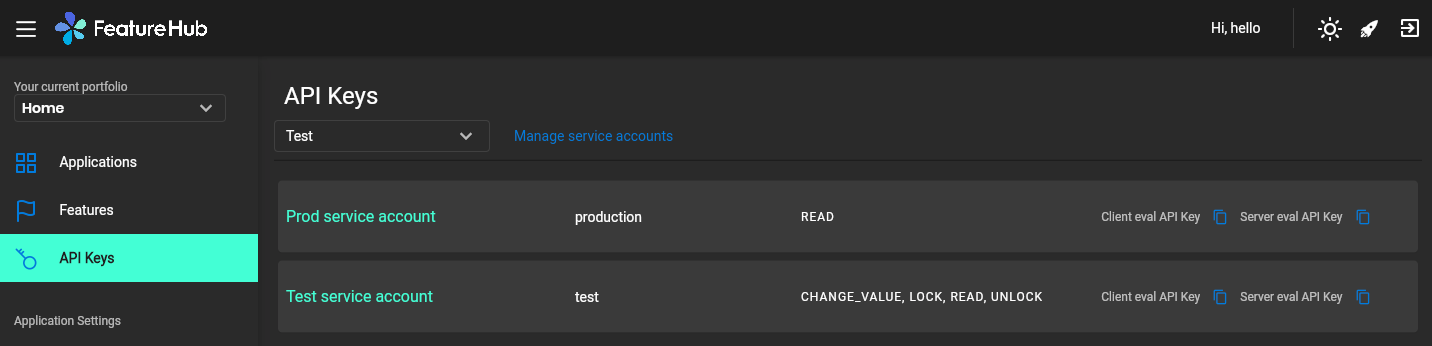 FeatureHub
Hi, hello
Your current portfolio
Home
Applications
Features
API Keys
Application Settings
API Keys
Test
Manage service accounts
Prod service account production READ Client eval API Key Server eval API Key
Test service account test CHANGE_VALUE, LOCK, READ, UNLOCK Client eval API Key Server eval API Key